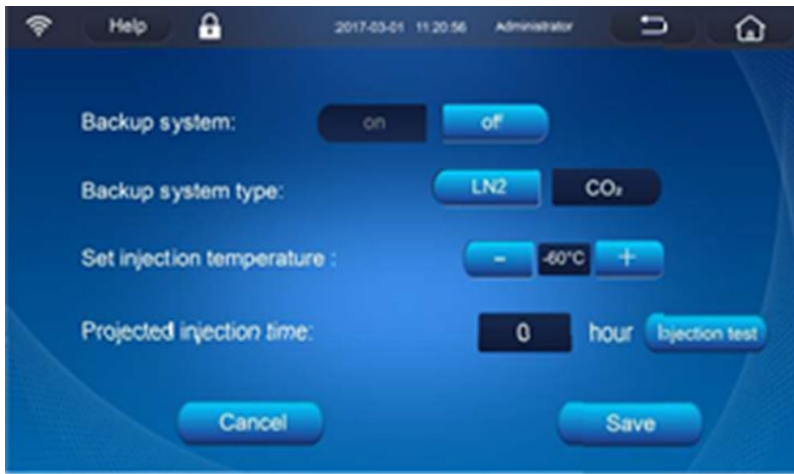 Help 2017-03-01 11:20:56 Administrator
Backup system: on off
Backup system type: LN2 CO₂
Set injection temperature : - -60°C +
Projected injection time: 0 hour Injection test
Cancel Save